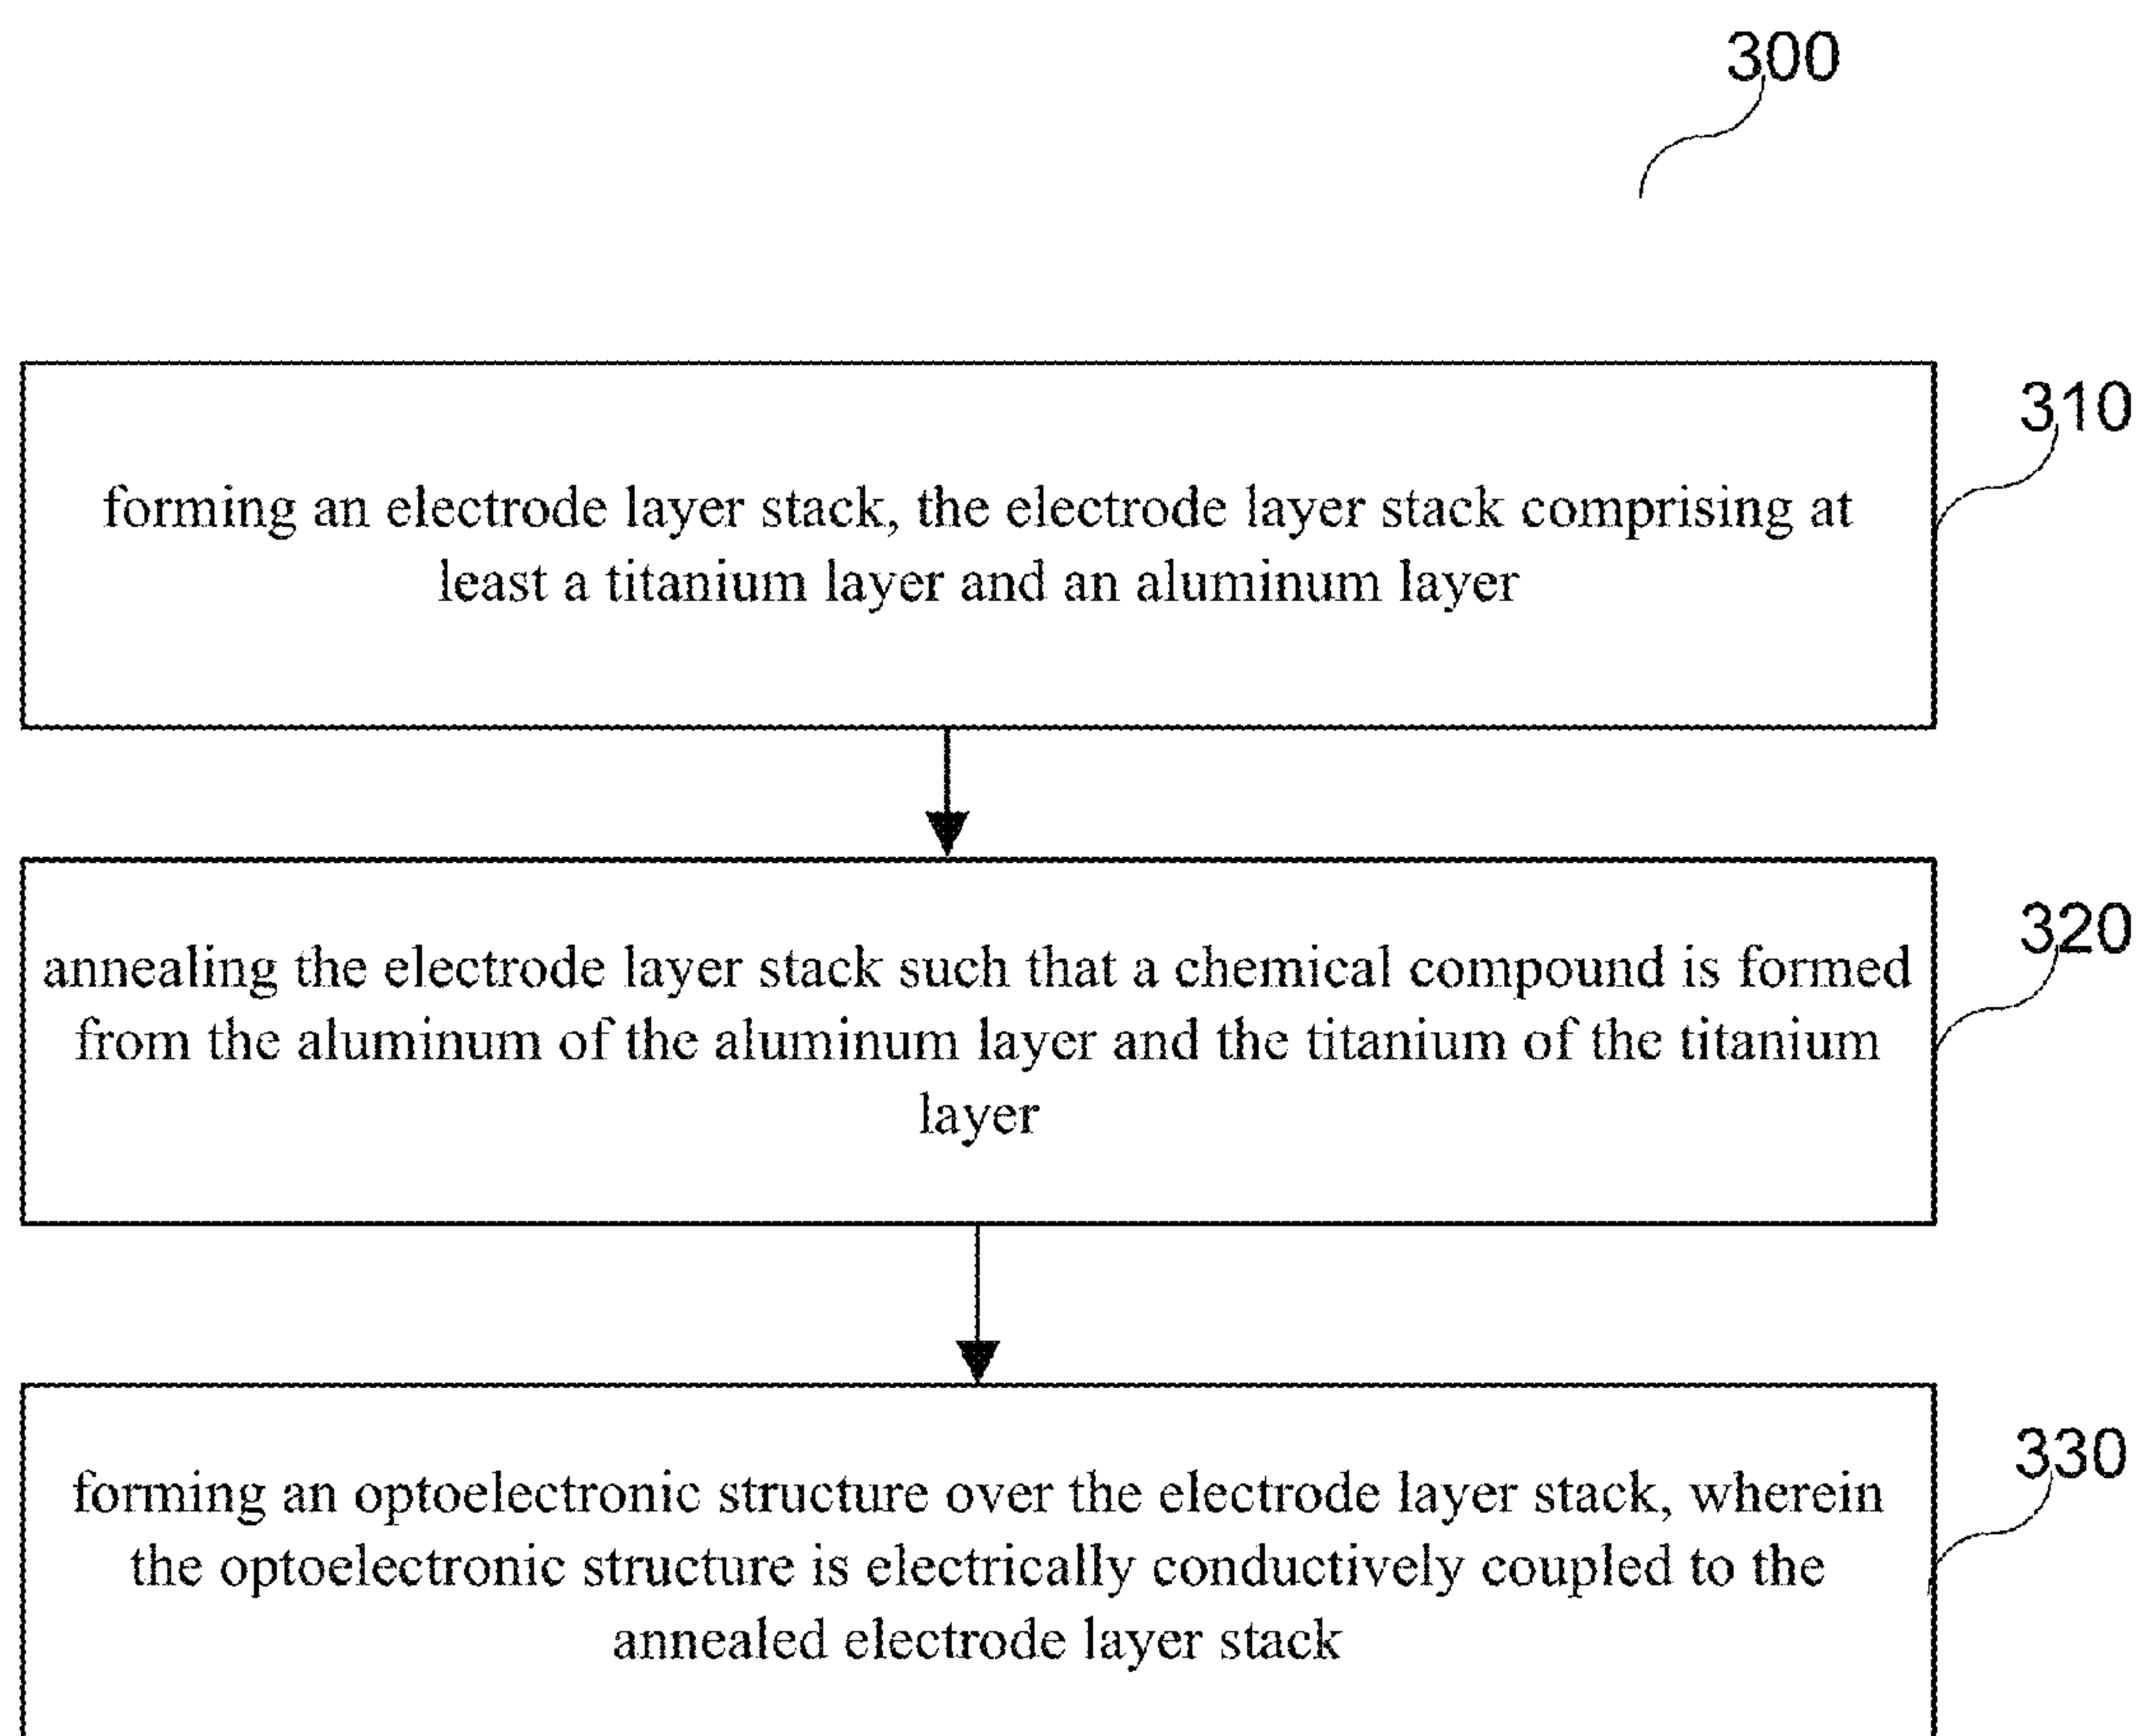 300
310
forming an electrode layer stack, the electrode layer stack comprising at
least a titanium layer and an aluminum layer
320
annealing the electrode layer stack such that a chemical compound is formed
from the aluminum of the aluminum layer and the titanium of the titanium
layer
330
forming an optoelectronic structure over the electrode layer stack, wherein
the optoelectronic structure is electrically conductively coupled to the
annealed electrode layer stack